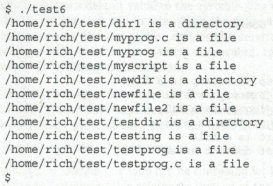 $ ./test6
/home/rich/test/dir1 is a directory
/home/rich/test/myprog.c is a file
/home/rich/test/myprog is a file
/home/rich/test/myscript is a file
/home/rich/test/newdir is a directory
/home/rich/test/newfile is a file
/home/rich/test/newfile2 is a file
/home/rich/test/testdir is a directory
/home/rich/test/testing is a file
/home/rich/test/testprog is a file
/home/rich/test/testprog.c is a file
$